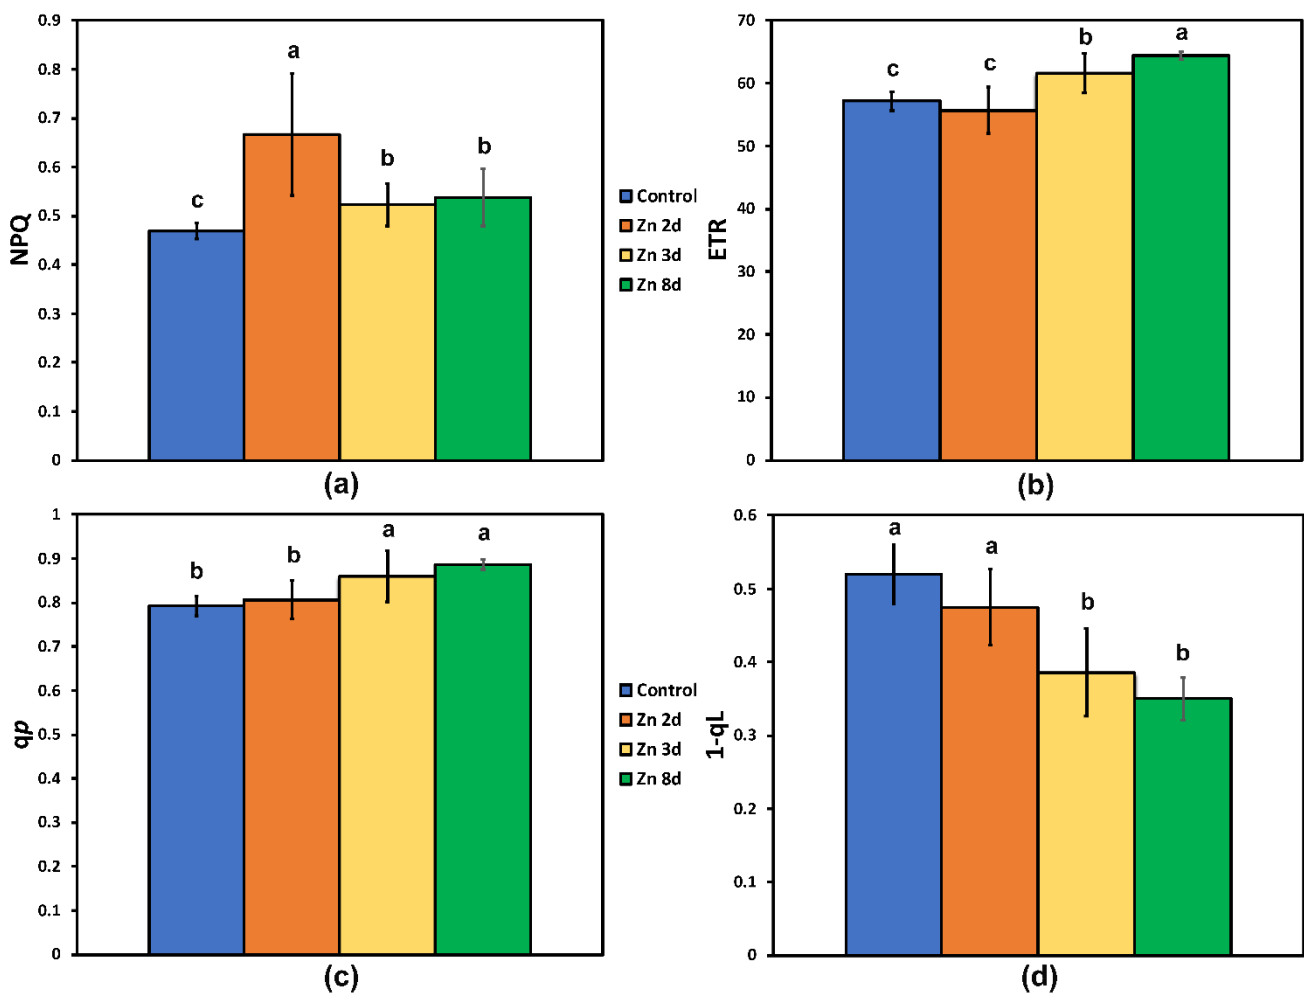 0.9
0.8
0.7
0.6
0.5
0.4
0.3
0.2
0.1
0
NPQ
c
a
b
b
(a)
Control
Zn 2d
Zn 3d
Zn 8d
70
60
50
40
30
20
10
0
ETR
c
c
b
a
(b)
1
0.9
0.8
0.7
0.6
0.5
0.4
0.3
0.2
0.1
0
qp
b
b
a
a
(c)
Control
Zn 2d
Zn 3d
Zn 8d
0.6
0.5
0.4
0.3
0.2
0.1
0
1-qL
a
a
b
b
(d)